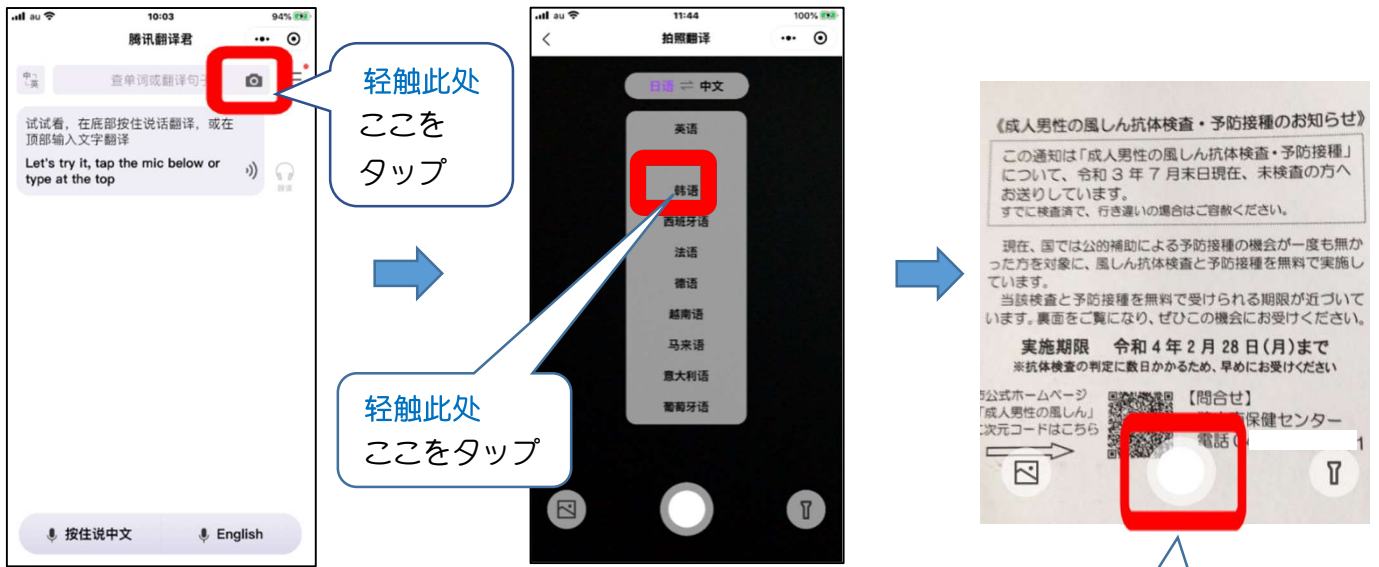 au
10:03
94%
腾讯翻译君
中
英
查单词或翻译句子
试试看，在底部按住说话翻译，或在
顶部输入文字翻译
Let's try it, tap the mic below or
type at the top
按住说中文
English
轻触此处
ここを
タップ
au
11:44
100%
拍照翻译
日语 ⇌ 中文
英语
韩语
西班牙语
法语
德语
越南语
马来语
意大利语
葡萄牙语
轻触此处
ここをタップ
《成人男性の風しん抗体検査・予防接種のお知らせ》
この通知は「成人男性の風しん抗体検査・予防接種」
について、令和３年７月末日現在、未検査の方へ
お送りしています。
すでに検査済で、行き違いの場合はご容赦ください。
現在、国では公的補助による予防接種の機会が一度も無か
った方を対象に、風しん抗体検査と予防接種を無料で実施し
ています。
当該検査と予防接種を無料で受けられる期限が近づいて
います。裏面をご覧になり、ぜひこの機会にお受けください。
実施期限　令和４年２月 28 日(月)まで
※抗体検査の判定に数日かかるため、早めにお受けください
公式ホームページ
「成人男性の風しん」
次元コードはこちら
【問合せ】
保健センター
電話
1